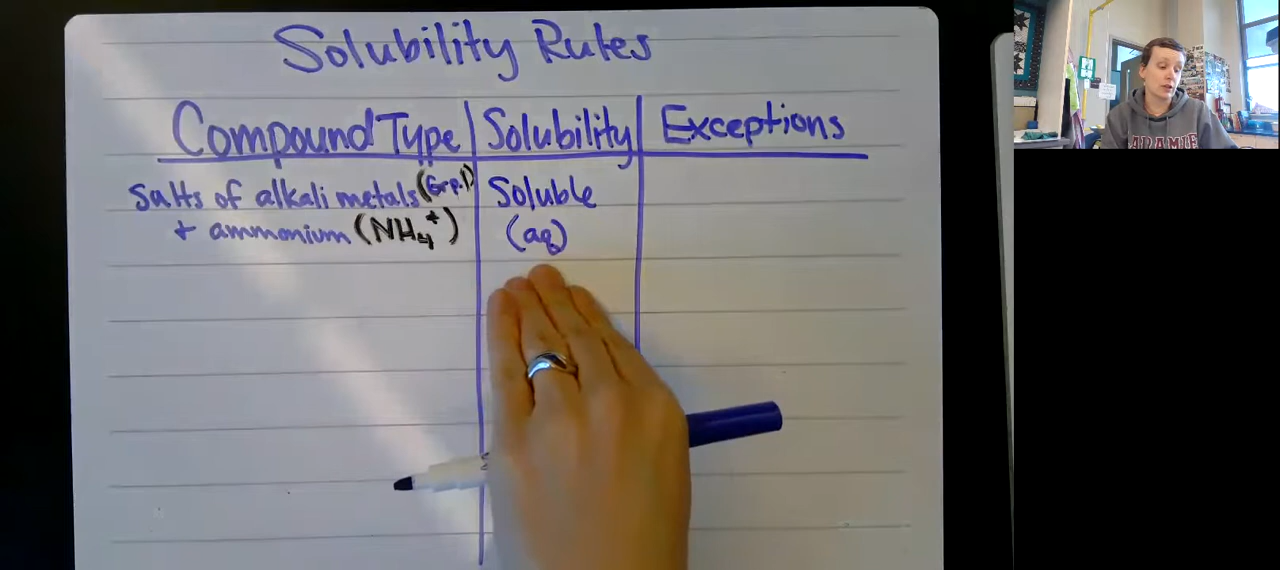 Solubility Rules
Compound Type Solubility Exceptions
Salts of alkali metals (Grp.1) Soluble
+ ammonium (NH₄⁺) (aq)